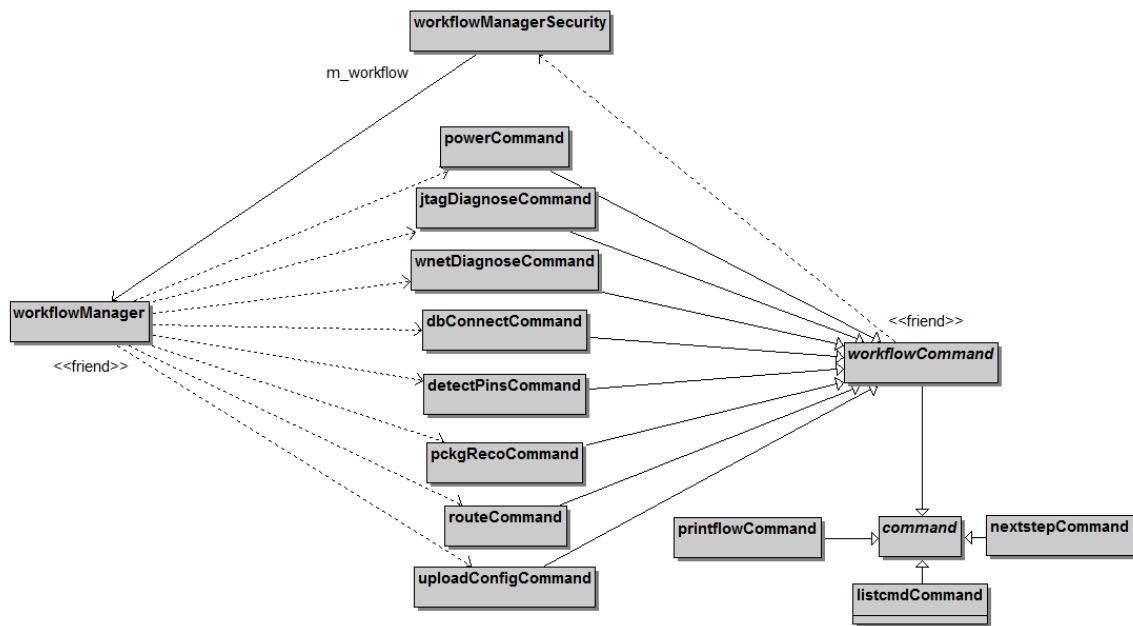 workflowManagerSecurity
m_workflow
powerCommand
jtagDiagnoseCommand
wnetDiagnoseCommand
workflowManager
dbConnectCommand
<<friend>>
workflowCommand
<<friend>>
detectPinsCommand
pckgRecoCommand
routeCommand
printflowCommand
command
nextstepCommand
uploadConfigCommand
listcmdCommand